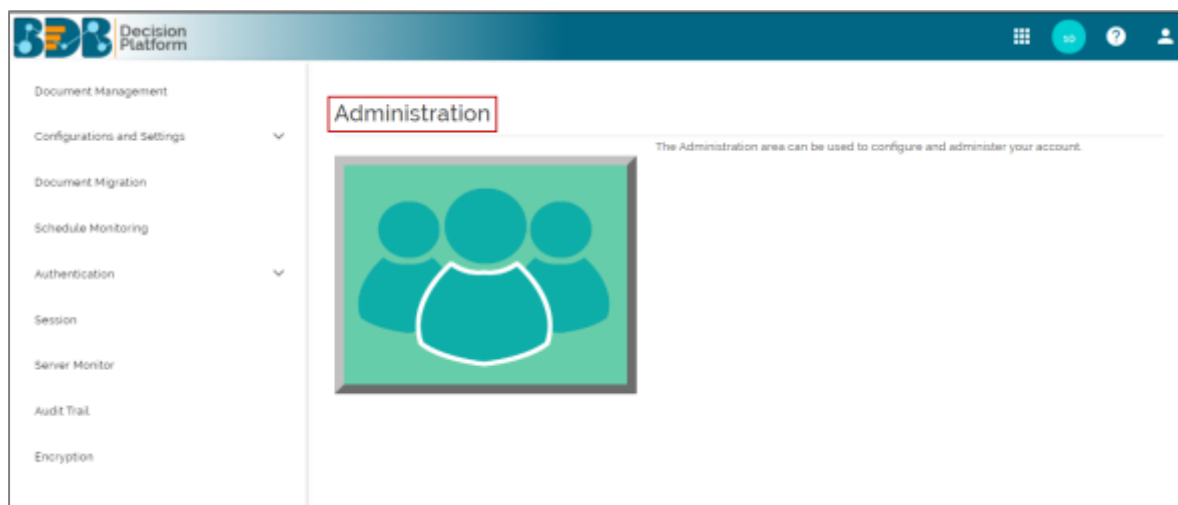 BDB Decision
Platform
Document Management
Configurations and Settings
Document Migration
Schedule Monitoring
Authentication
Session
Server Monitor
Audit Trail
Encryption
Administration
The Administration area can be used to configure and administer your account.